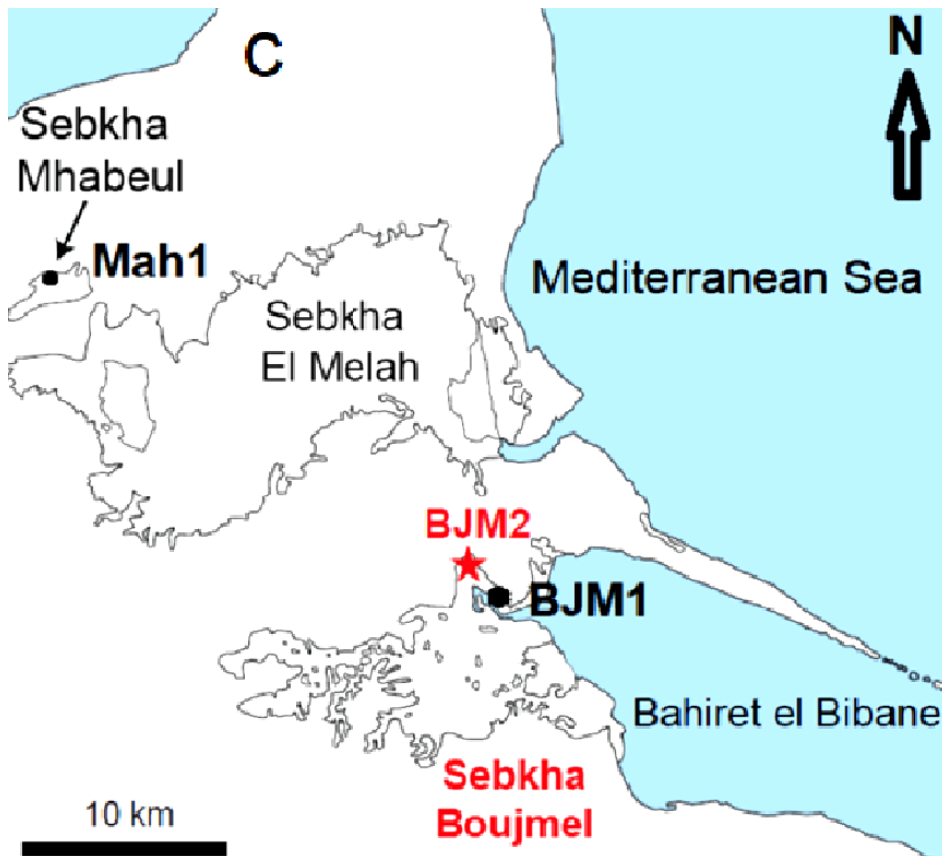 C
N
Sebkha
Mhabeul
Mah1
Mediterranean Sea
Sebkha
El Melah
BJM2
BJM1
Bahiret el Bibane
Sebkha
Boujmel
10 km